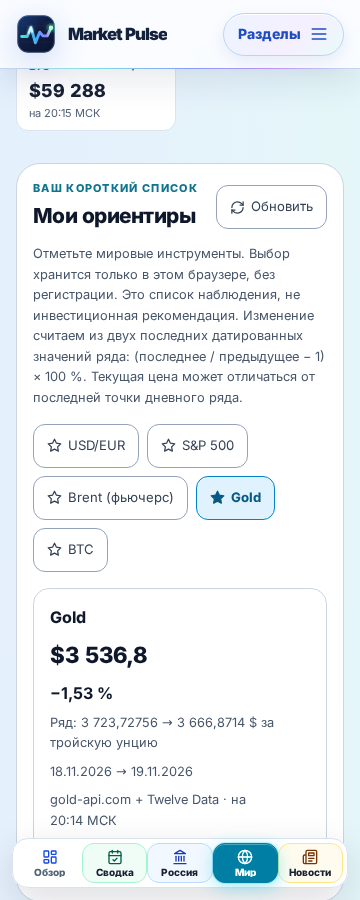 Market Pulse
Разделы
$59 288
на 20:15 МСК
ВАШ КОРОТКИЙ СПИСОК
Мои ориентиры
Обновить
Отметьте мировые инструменты. Выбор
хранится только в этом браузере, без
регистрации. Это список наблюдения, не
инвестиционная рекомендация. Изменение
считаем из двух последних датированных
значений ряда: (последнее / предыдущее − 1)
× 100 %. Текущая цена может отличаться от
последней точки дневного ряда.
USD/EUR
S&P 500
Brent (фьючерс)
Gold
BTC
Gold
$3 536,8
−1,53 %
Ряд: 3 723,72756 → 3 666,8714 $ за
тройскую унцию
18.11.2026 → 19.11.2026
gold-api.com + Twelve Data · на
20:14 МСК
Обзор
Сводка
Россия
Мир
Новости